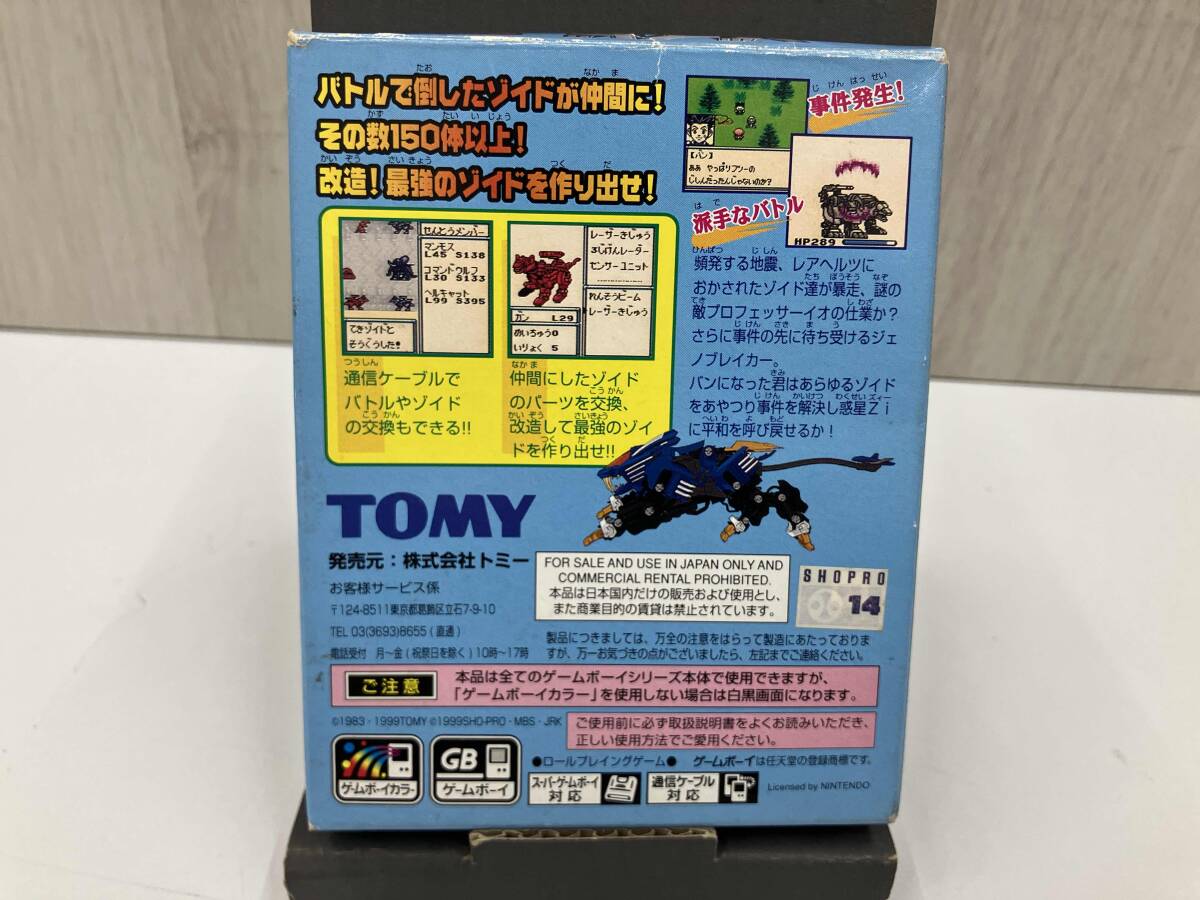 バトルで倒したゾイドが仲間に！
その数150体以上！
改造！最強のゾイドを作り出せ！
事件発生！
【バン】
ああ やっぱりフツーの
じしんだったんじゃないのか?
派手なバトル
HP289
せんとうメンバー
マンモス
L45 S138
コマンドウルフ
L30 S133
ヘルキャット
L99 S395
てきゾイドと
そうぐうした!
レーザーきじゅう
3じげんレーダー
センサーユニット
れんそうビーム
レーザーきじゅう
ガン L29
めいちゅう0
いりょく 5
通信ケーブルで
バトルやゾイド
の交換もできる!!
仲間にしたゾイド
のパーツを交換、
改造して最強のゾイ
ドを作り出せ!!
頻発する地震、レアヘルツに
おかされたゾイド達が暴走、謎の
敵プロフェッサーイオの仕業か？
さらに事件の先に待ち受けるジェ
ノブレイカー。
バンになった君はあらゆるゾイド
をあやつり事件を解決し惑星Zi
に平和を呼び戻せるか！
TOMY
発売元：株式会社トミー
お客様サービス係
〒124-8511東京都葛飾区立石7-9-10
TEL 03(3693)8655(直通)
電話受付 月〜金(祝祭日を除く)10時〜17時
FOR SALE AND USE IN JAPAN ONLY AND
COMMERCIAL RENTAL PROHIBITED.
本品は日本国内だけの販売および使用とし、
また商業目的の賃貸は禁止されています。
SHOPRO
14
製品につきましては、万全の注意をはらって製造にあたっておりま
すが、万一お気づきの点がございましたら、左記までご連絡ください。
ご注意
本品は全てのゲームボーイシリーズ本体で使用できますが、
「ゲームボーイカラー」を使用しない場合は白黒画面になります。
©1983・1999TOMY ©1999SHO-PRO・MBS・JRK
ご使用前に必ず取扱説明書をよくお読みいただき、
正しい使用方法でご愛用ください。
●ロールプレイングゲーム● ゲームボーイは任天堂の登録商標です。
ゲームボーイカラー
GB
ゲームボーイ
スーパーゲームボーイ
対応
通信ケーブル
対応
Licensed by NINTENDO